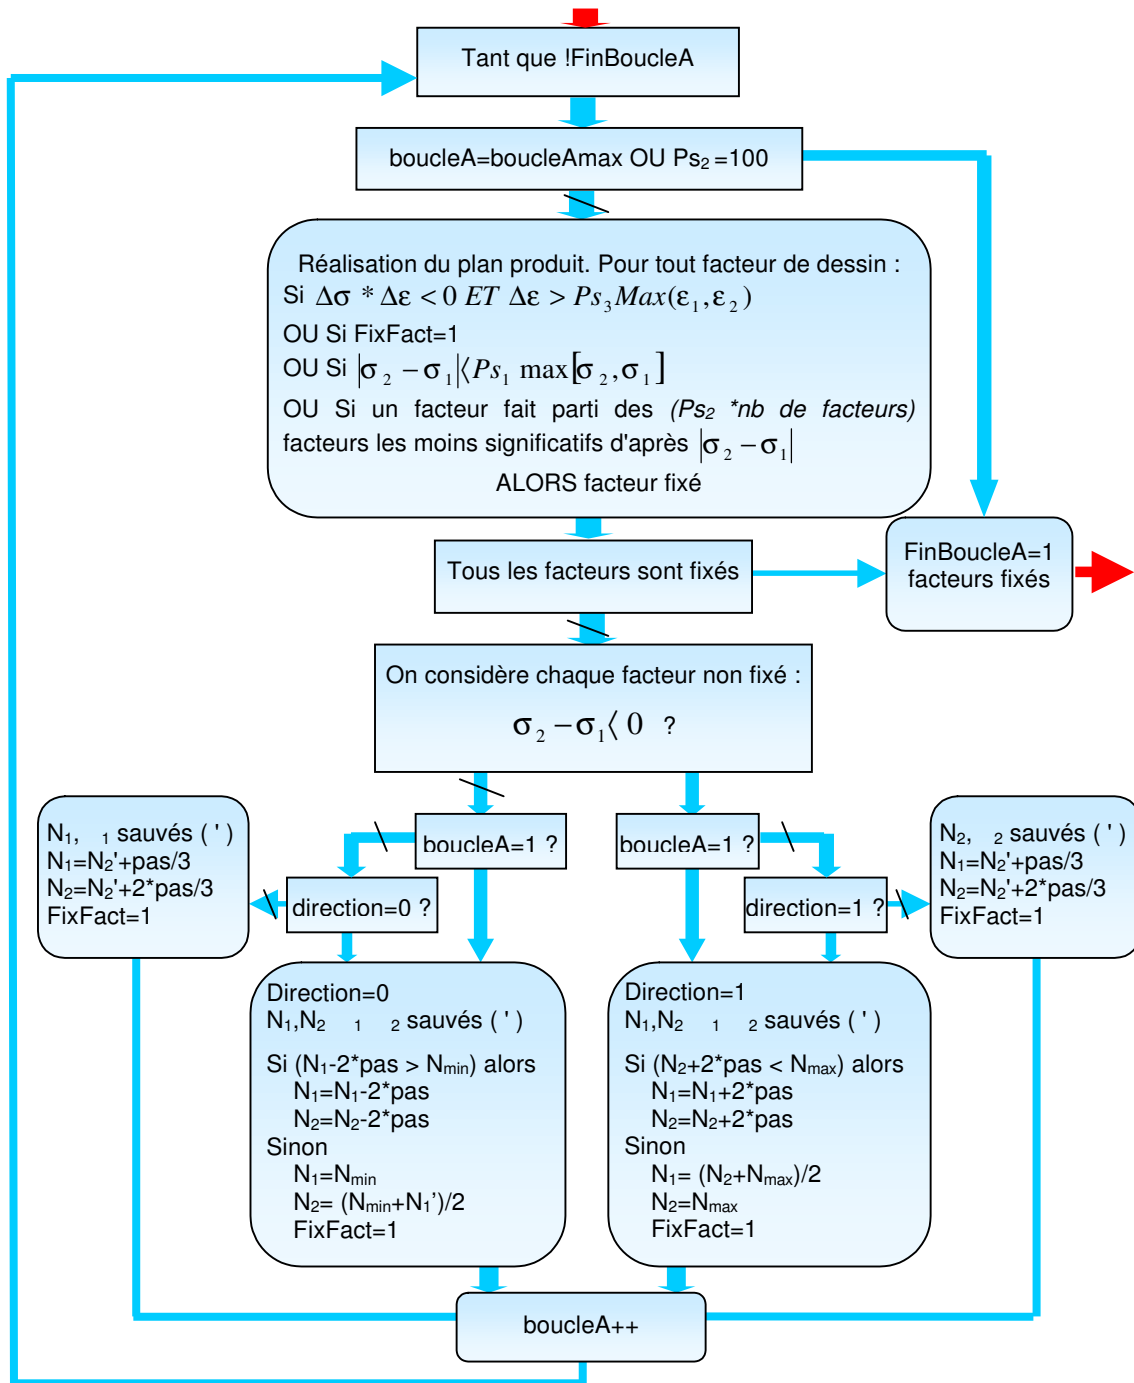 Tant que !FinBoucleA
boucleA=boucleAmax OU Ps₂=100
Réalisation du plan produit. Pour tout facteur de dessin :
Si Δσ * Δε < 0 ET Δε > Ps₃Max(ε₁,ε₂)
OU Si FixFact=1
OU Si |σ₂ − σ₁|⟨Ps₁ max[σ₂,σ₁]
OU Si un facteur fait parti des (Ps₂ *nb de facteurs)
facteurs les moins significatifs d'après |σ₂ − σ₁|
ALORS facteur fixé
Tous les facteurs sont fixés
FinBoucleA=1
facteurs fixés
On considère chaque facteur non fixé :
σ₂ − σ₁⟨ 0 ?
boucleA=1 ?
boucleA=1 ?
N₁, ₁ sauvés ( ' )
N₁=N₂'+pas/3
N₂=N₂'+2*pas/3
FixFact=1
direction=0 ?
direction=1 ?
N₂, ₂ sauvés ( ' )
N₁=N₂'+pas/3
N₂=N₂'+2*pas/3
FixFact=1
Direction=0
N₁,N₂ ₁ ₂ sauvés ( ' )
Si (N₁-2*pas > Nmin) alors
N₁=N₁-2*pas
N₂=N₂-2*pas
Sinon
N₁=Nmin
N₂= (Nmin+N₁’)/2
FixFact=1
Direction=1
N₁,N₂ ₁ ₂ sauvés ( ' )
Si (N₂+2*pas < Nmax) alors
N₁=N₁+2*pas
N₂=N₂+2*pas
Sinon
N₁= (N₂+Nmax)/2
N₂=Nmax
FixFact=1
boucleA++